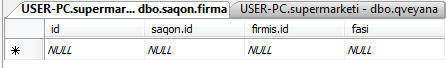 USER-PC.supermar... dbo.saqon.firma USER-PC.supermarketi - dbo.qveyana
id saqon.id firmis.id fasi
NULL NULL NULL NULL